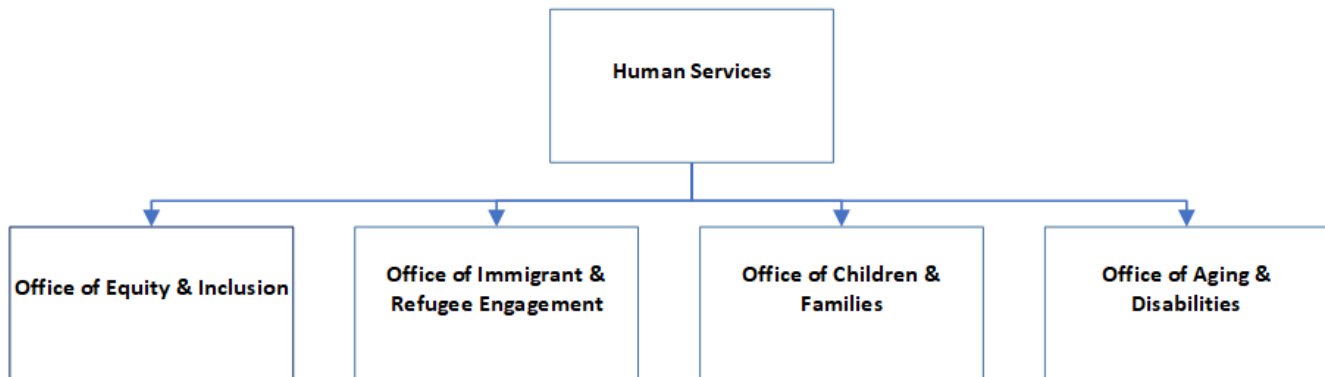 Human Services
Office of Equity & Inclusion
Office of Immigrant &
Refugee Engagement
Office of Children &
Families
Office of Aging &
Disabilities